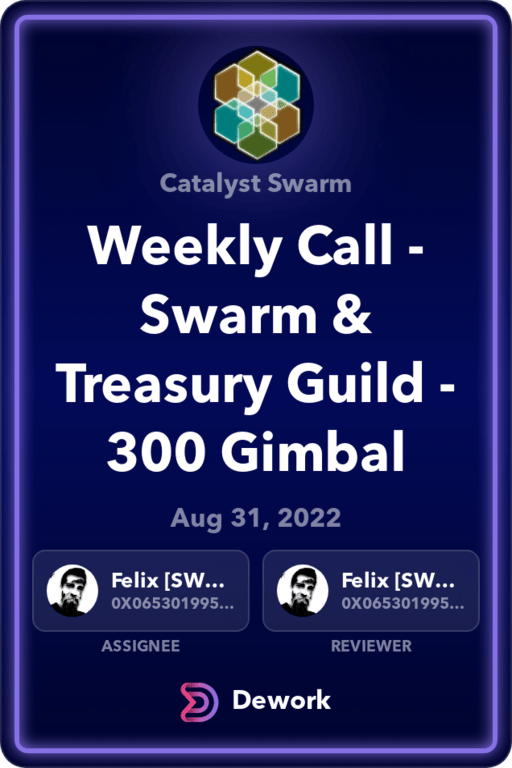 Catalyst Swarm
Weekly Call -
Swarm &
Treasury Guild -
300 Gimbal
Aug 31, 2022
Felix [SW...
0X065301995...
ASSIGNEE
Felix [SW...
0X065301995...
REVIEWER
Dework